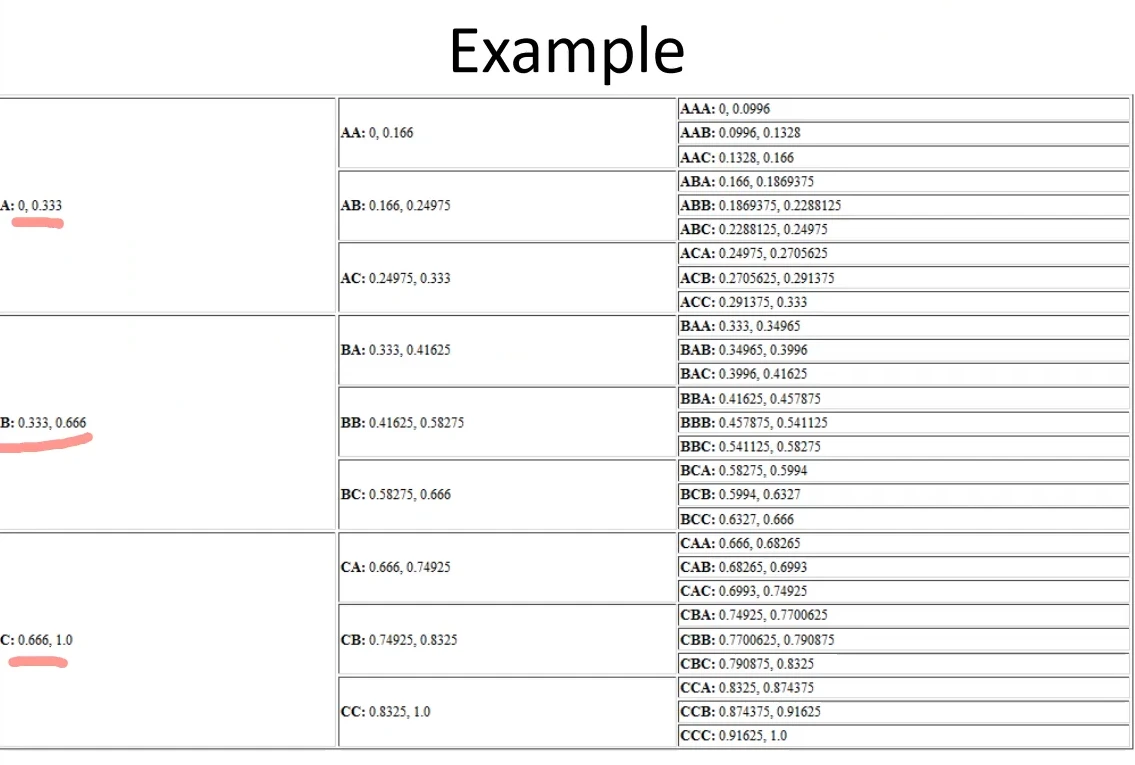 Example
A: 0, 0.333
AA: 0, 0.166
AAA: 0, 0.0996
AAB: 0.0996, 0.1328
AAC: 0.1328, 0.166
AB: 0.166, 0.24975
ABA: 0.166, 0.1869375
ABB: 0.1869375, 0.2288125
ABC: 0.2288125, 0.24975
AC: 0.24975, 0.333
ACA: 0.24975, 0.2705625
ACB: 0.2705625, 0.291375
ACC: 0.291375, 0.333
B: 0.333, 0.666
BA: 0.333, 0.41625
BAA: 0.333, 0.34965
BAB: 0.34965, 0.3996
BAC: 0.3996, 0.41625
BB: 0.41625, 0.58275
BBA: 0.41625, 0.457875
BBB: 0.457875, 0.541125
BBC: 0.541125, 0.58275
BC: 0.58275, 0.666
BCA: 0.58275, 0.5994
BCB: 0.5994, 0.6327
BCC: 0.6327, 0.666
C: 0.666, 1.0
CA: 0.666, 0.74925
CAA: 0.666, 0.68265
CAB: 0.68265, 0.6993
CAC: 0.6993, 0.74925
CB: 0.74925, 0.8325
CBA: 0.74925, 0.7700625
CBB: 0.7700625, 0.790875
CBC: 0.790875, 0.8325
CC: 0.8325, 1.0
CCA: 0.8325, 0.874375
CCB: 0.874375, 0.91625
CCC: 0.91625, 1.0